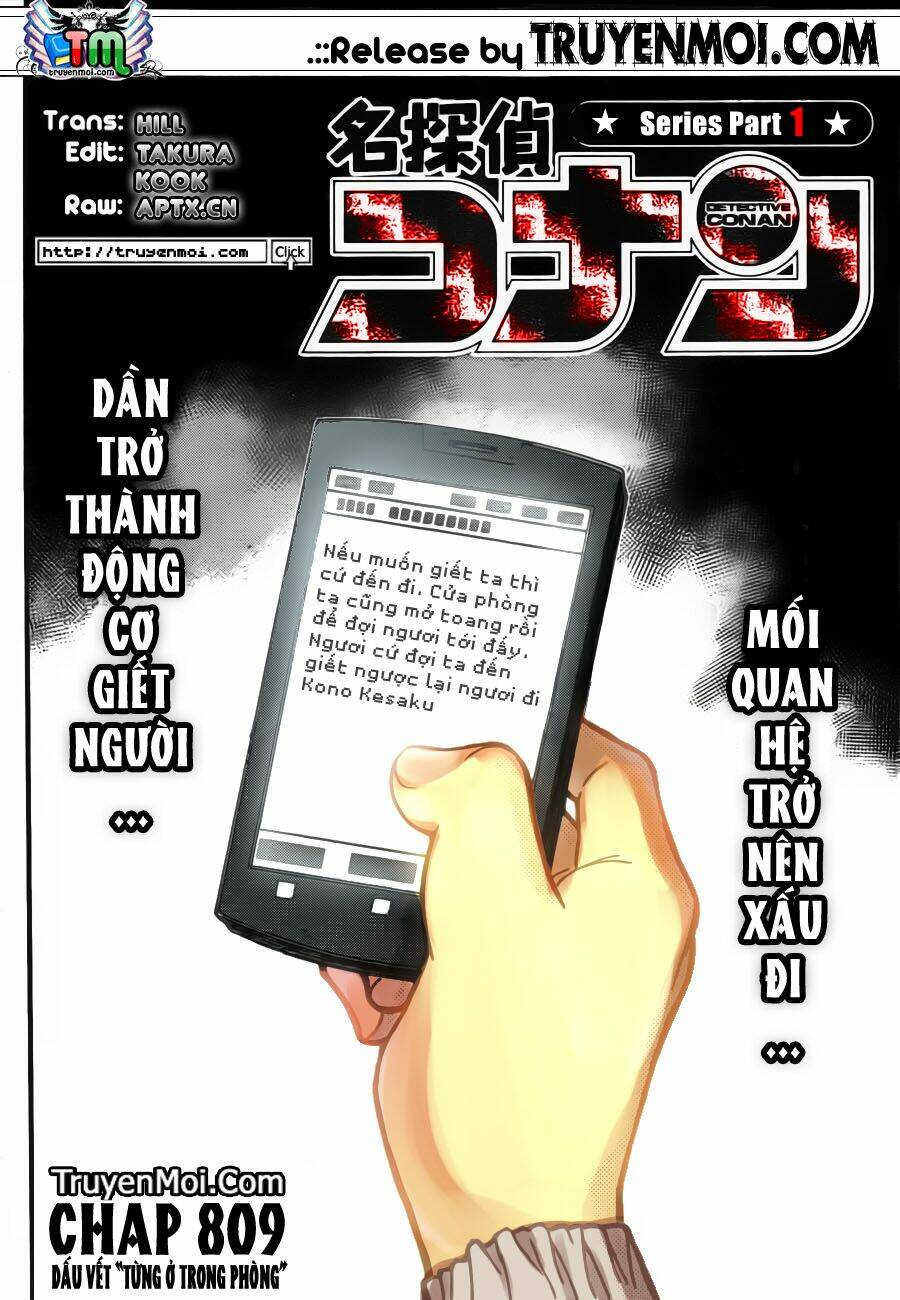 TM
truyenmoi.com
.::Release by TRUYENMOI.COM
Trans: HILL
Edit: TAKURA
KOOK
Raw: APTX.CN
http://truyenmoi.com Click
★ Series Part 1 ★
名探偵
コナン
DETECTIVE
CONAN
MỐI
QUAN
HỆ
TRỞ
NÊN
XẤU
ĐI
...
DẦN
TRỞ
THÀNH
ĐỘNG
CƠ
GIẾT
NGƯỜI
...
Nếu muốn giết ta thì
cứ đến đi. Cửa phòng
ta cũng mở toang rồi
để đợi ngươi tới đấy.
Ngươi cứ đợi ta đến
giết ngược lại ngươi đi
Kono Kesaku
TruyenMoi.Com
CHAP 809
DẤU VẾT "TỪNG Ở TRONG PHÒNG"